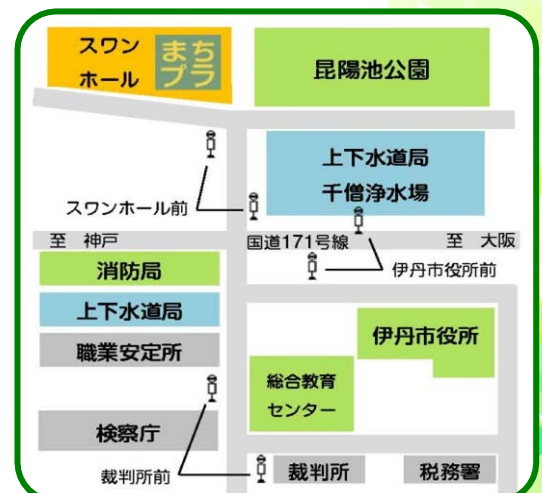 スワン
ホール
まち
プラ
昆陽池公園
上下水道局
千僧浄水場
スワンホール前
至 神戸
国道171号線
至 大阪
伊丹市役所前
消防局
上下水道局
職業安定所
伊丹市役所
総合教育
センター
検察庁
裁判所前
裁判所
税務署